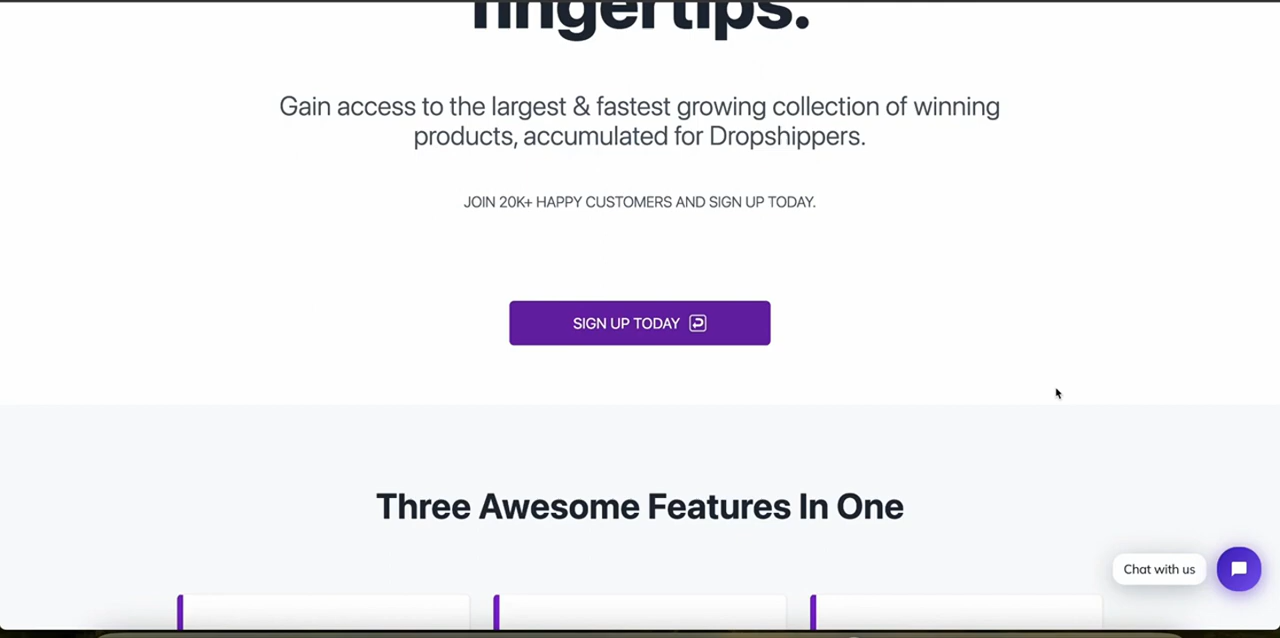 fingertips.
Gain access to the largest & fastest growing collection of winning
products, accumulated for Dropshippers.
JOIN 20K+ HAPPY CUSTOMERS AND SIGN UP TODAY.
SIGN UP TODAY
Three Awesome Features In One
Chat with us